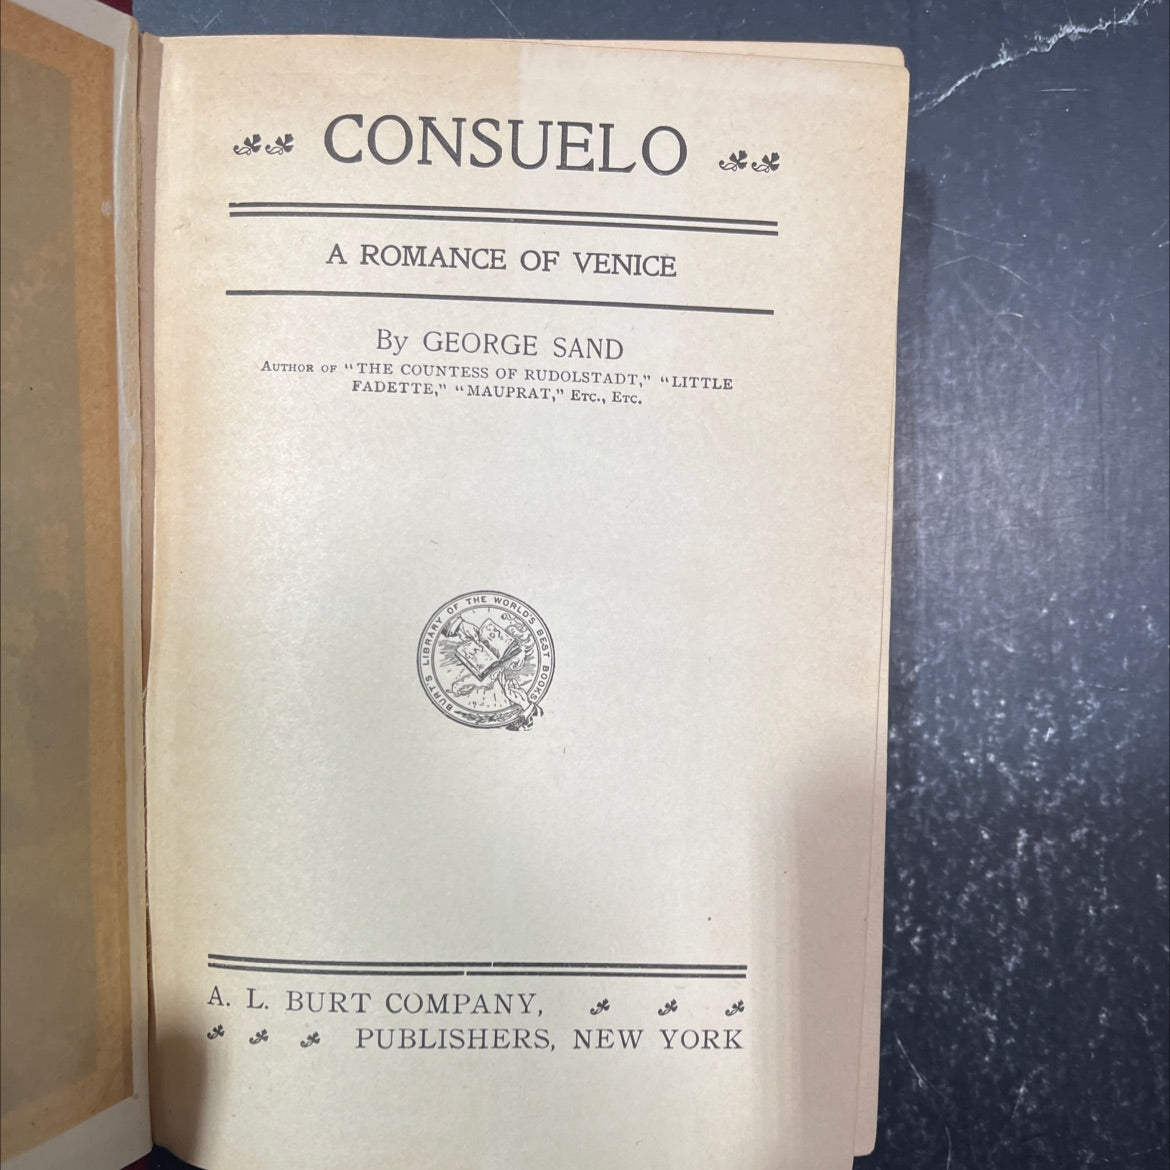 CONSUELO
A ROMANCE OF VENICE
By GEORGE SAND
AUTHOR OF "THE COUNTESS OF RUDOLSTADT," "LITTLE
FADETTE," "MAUPRAT," ETC., ETC.
BURT'S LIBRARY OF THE WORLD'S BEST BOOKS
A. L. BURT COMPANY,
PUBLISHERS, NEW YORK